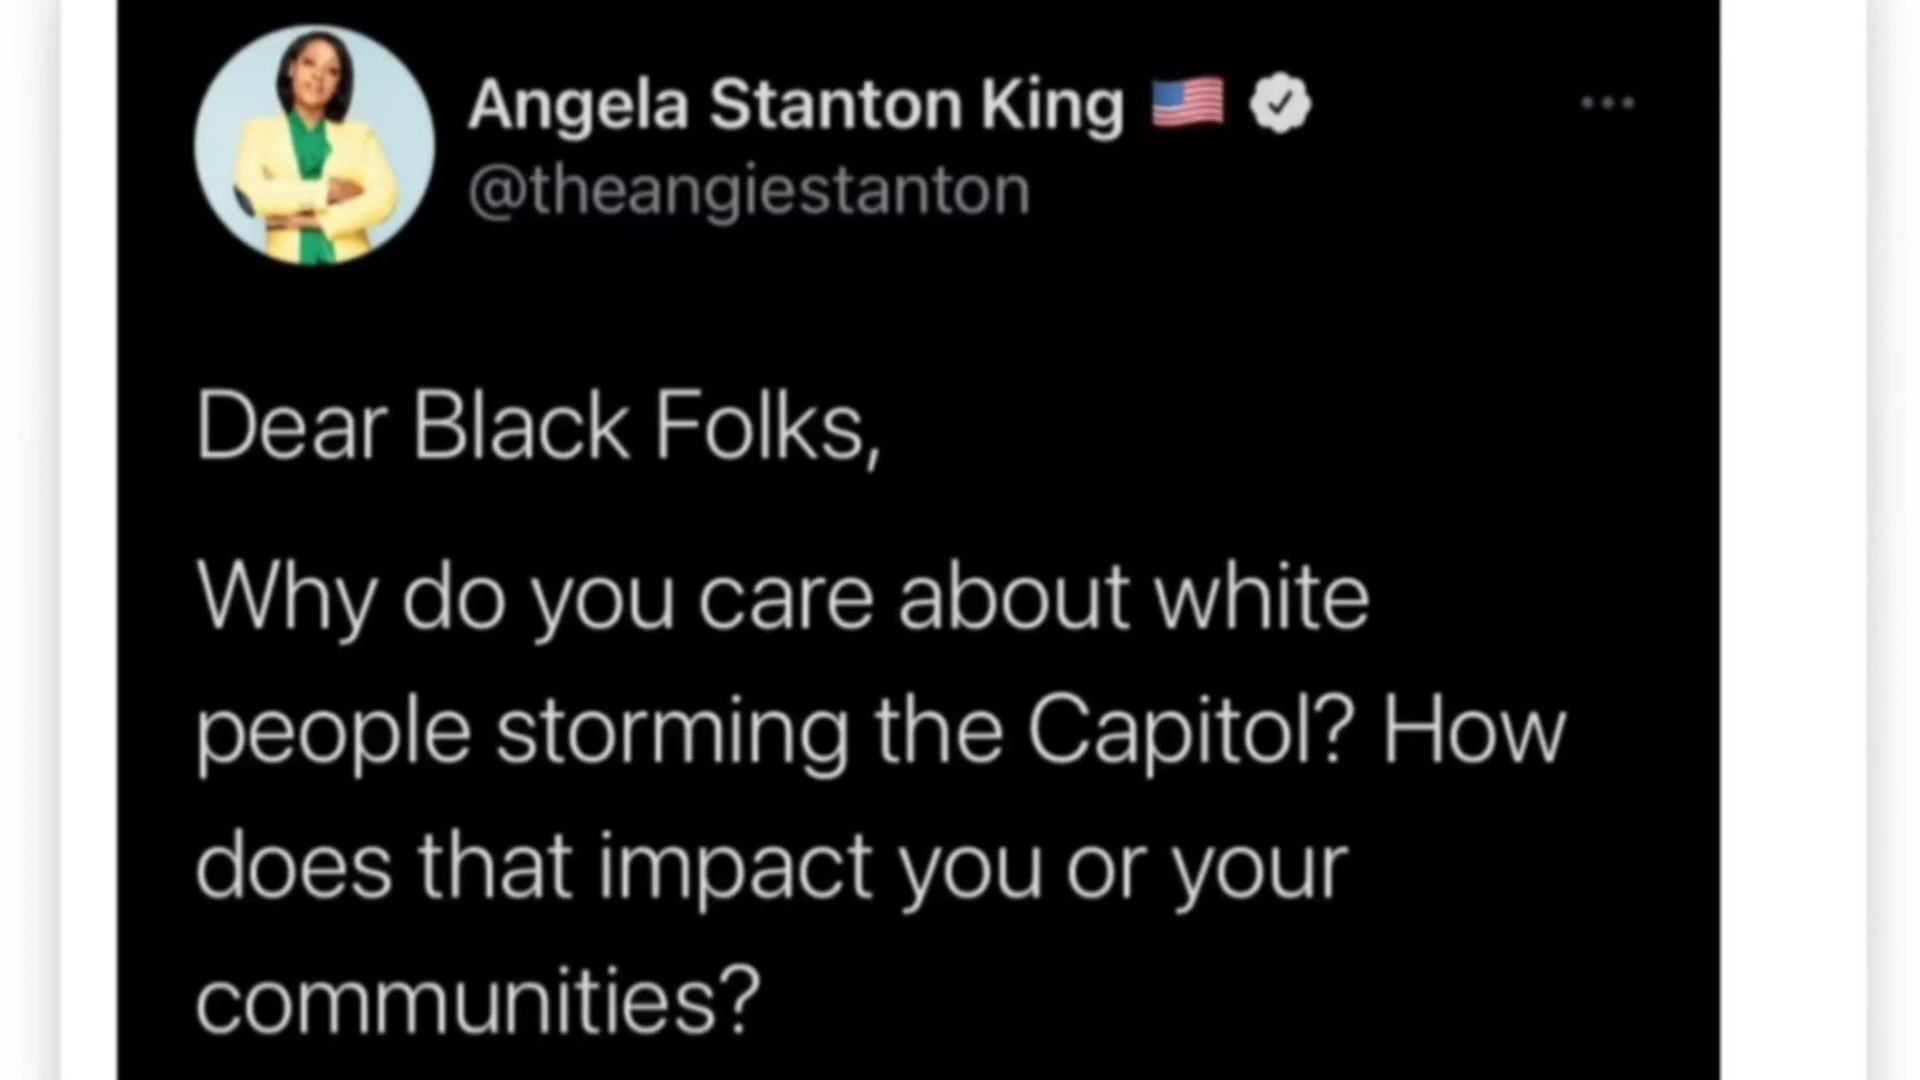 Angela Stanton King 🇺🇸
@theangiestanton
Dear Black Folks,
Why do you care about white
people storming the Capitol? How
does that impact you or your
communities?